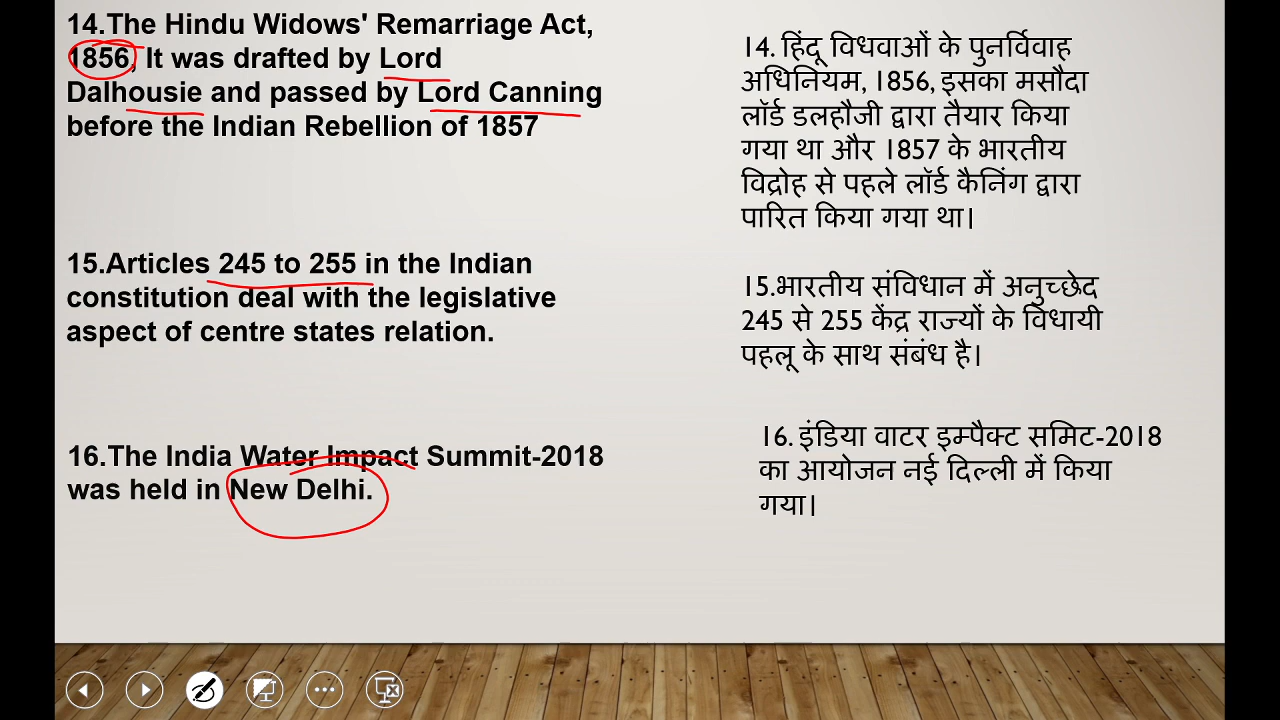 14.The Hindu Widows' Remarriage Act,
1856, It was drafted by Lord
Dalhousie and passed by Lord Canning
before the Indian Rebellion of 1857
15.Articles 245 to 255 in the Indian
constitution deal with the legislative
aspect of centre states relation.
16.The India Water Impact Summit-2018
was held in New Delhi.
14. हिंदू विधवाओं के पुनर्विवाह
अधिनियम, 1856, इसका मसौदा
लॉर्ड डलहौजी द्वारा तैयार किया
गया था और 1857 के भारतीय
विद्रोह से पहले लॉर्ड कैनिंग द्वारा
पारित किया गया था।
15.भारतीय संविधान में अनुच्छेद
245 से 255 केंद्र राज्यों के विधायी
पहलू के साथ संबंध है।
16. इंडिया वाटर इम्पैक्ट समिट-2018
का आयोजन नई दिल्ली में किया
गया।